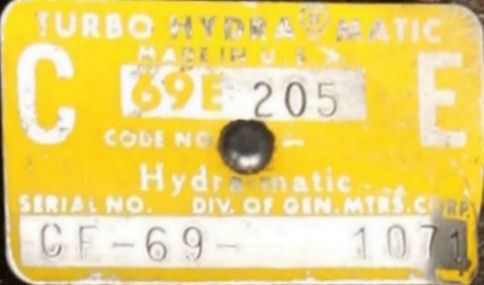 TURBO HYDRA-MATIC
MADE IN U.S.A.
C 69E 205 E
CODE NO.
Hydra-matic
SERIAL NO. DIV. OF GEN. MTRS. CORP.
CE-69- 1071